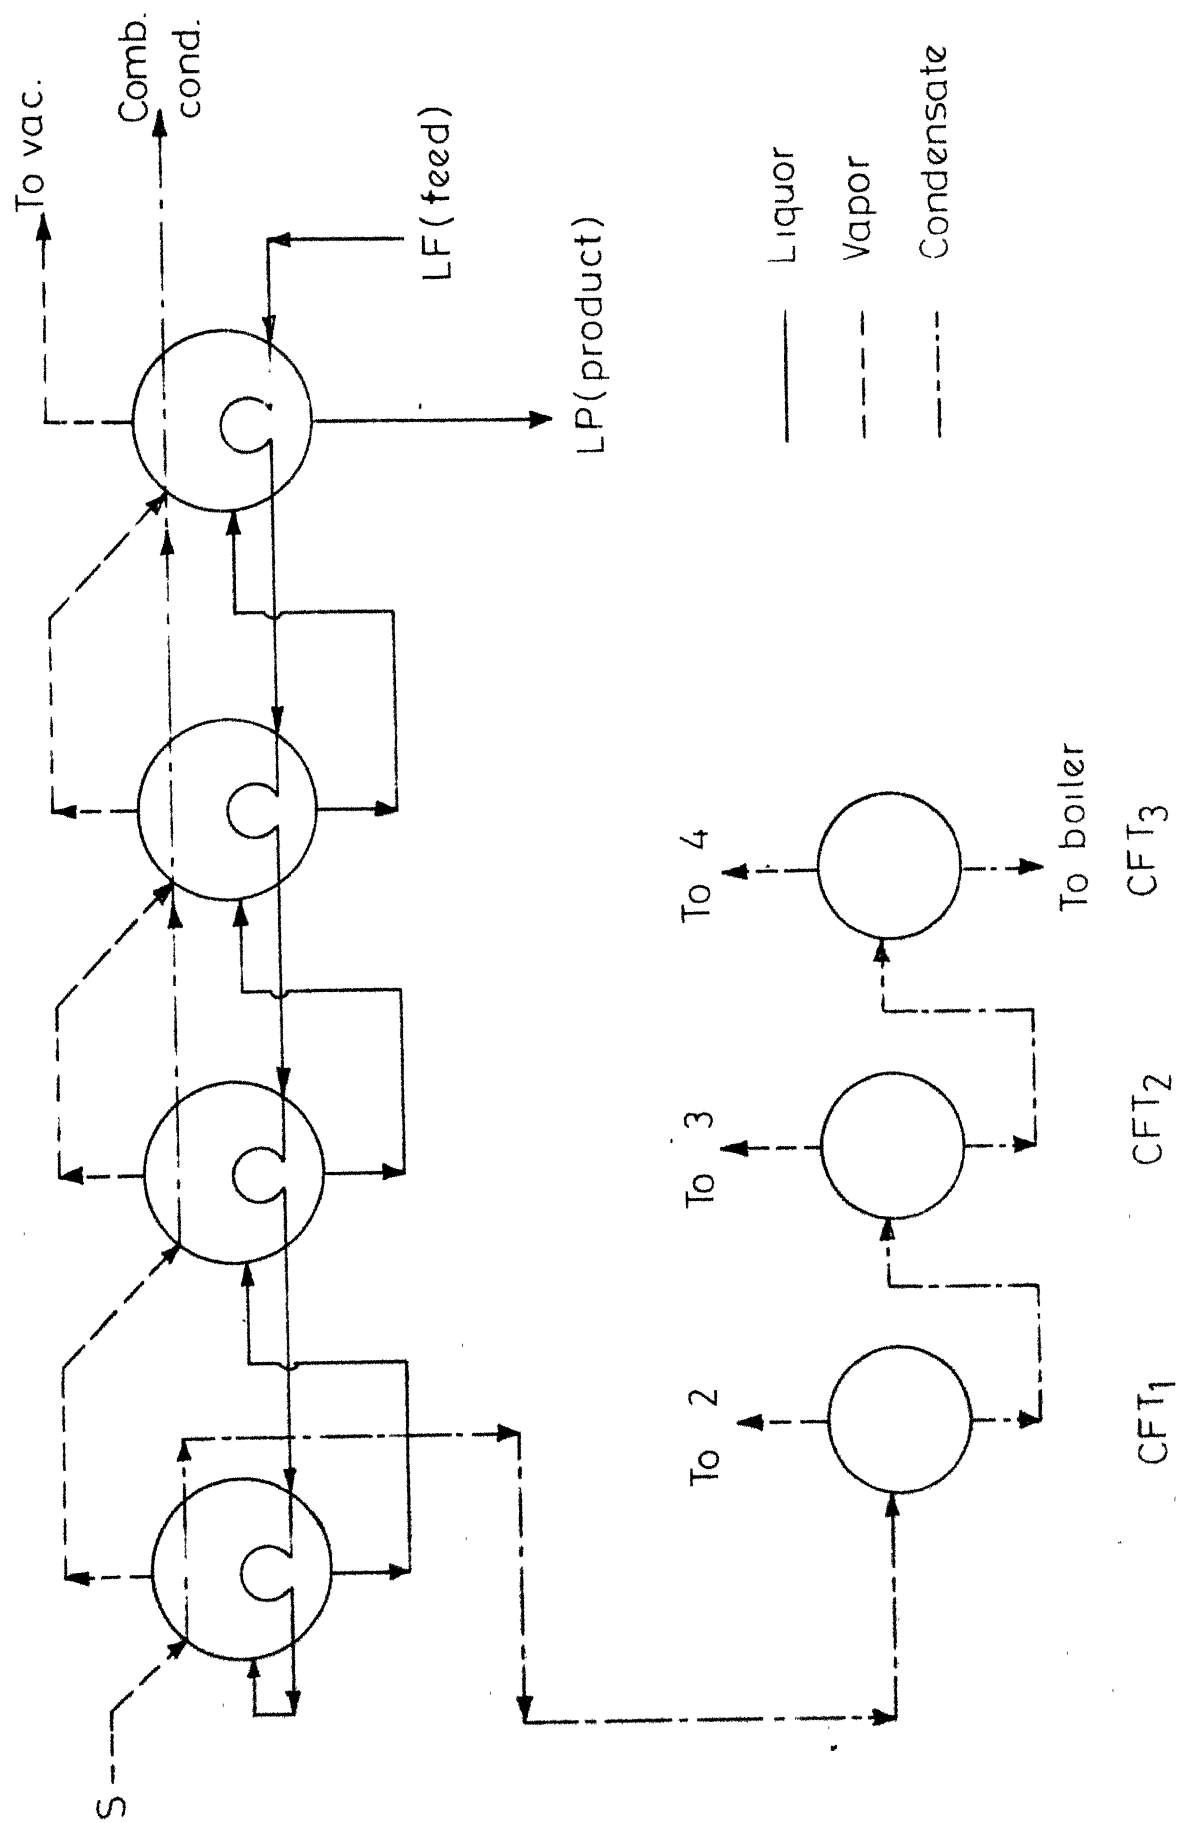 To vac.
Comb.
cond.
S
LF(feed)
LP(product)
Liquor
Vapor
Condensate
To 2
To 3
To 4
To boiler
CFT1
CFT2
CFT3